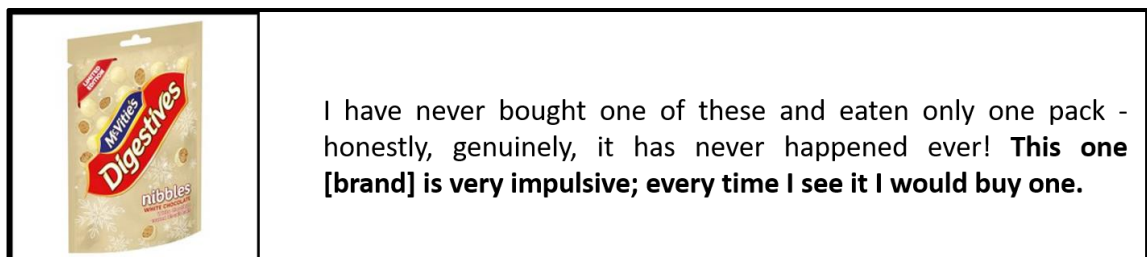 LIMITED
EDITION
McVitie's
Digestives
nibbles
WHITE CHOCOLATE
I have never bought one of these and eaten only one pack -
honestly, genuinely, it has never happened ever! This one
[brand] is very impulsive; every time I see it I would buy one.